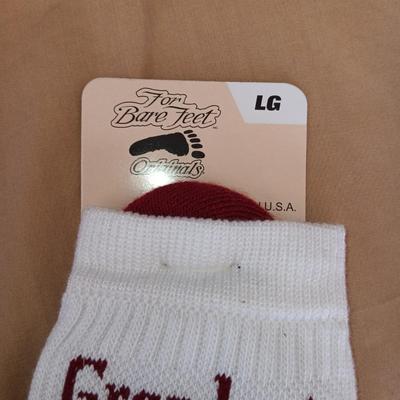 For
Bare Feet
LG
Originals
U.S.A.